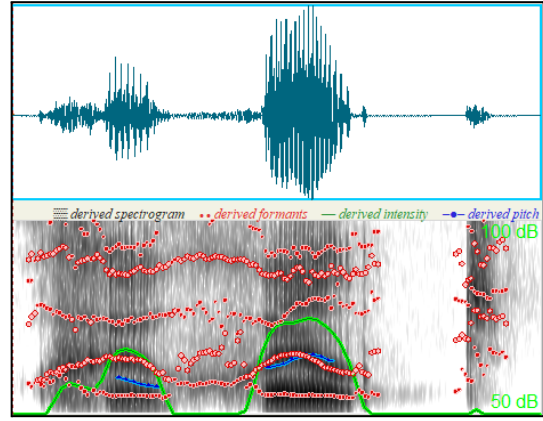 derived spectrogram derived formants derived intensity derived pitch
100 dB
50 dB